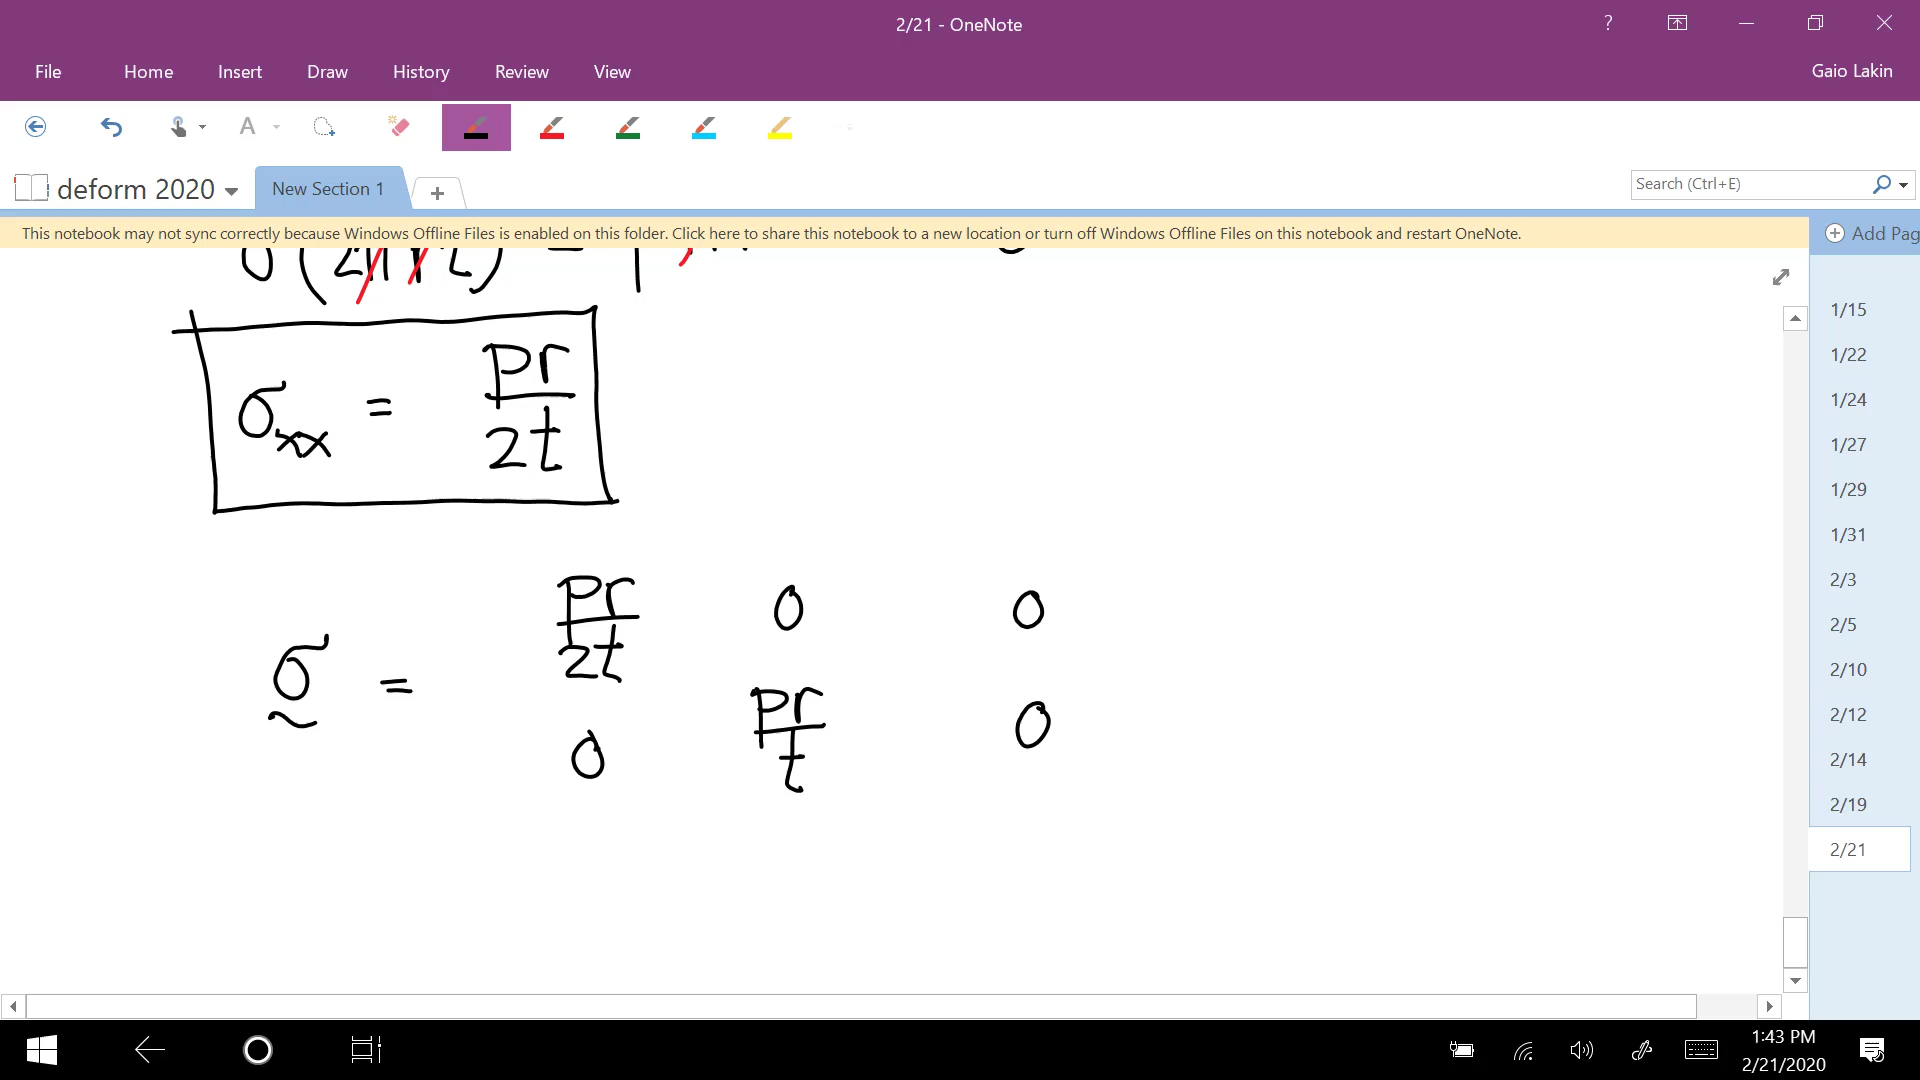 2/21 - OneNote
?
File Home Insert Draw History Review View
Gaio Lakin
A
deform 2020
New Section 1
+
Search (Ctrl+E)
This notebook may not sync correctly because Windows Offline Files is enabled on this folder. Click here to share this notebook to a new location or turn off Windows Offline Files on this notebook and restart OneNote.
Add Pag
σxx = pr/2t
σ =
pr/2t 0 0
0 pr/t 0
1/15
1/22
1/24
1/27
1/29
1/31
2/3
2/5
2/10
2/12
2/14
2/19
2/21
1:43 PM
2/21/2020